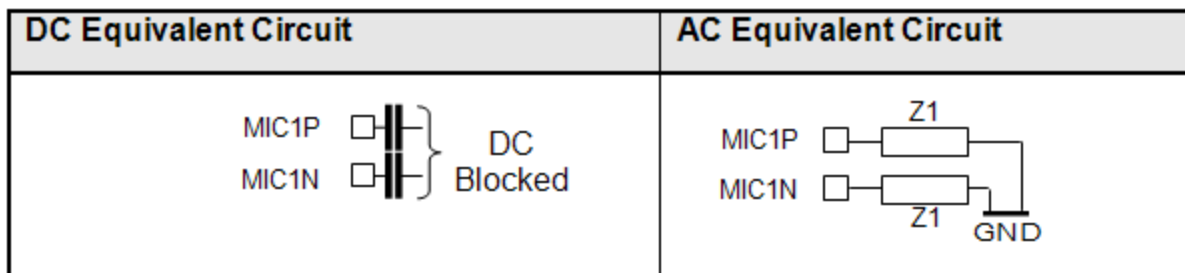 DC Equivalent Circuit
AC Equivalent Circuit
MIC1P
MIC1N
DC
Blocked
Z1
MIC1P
MIC1N
Z1
GND